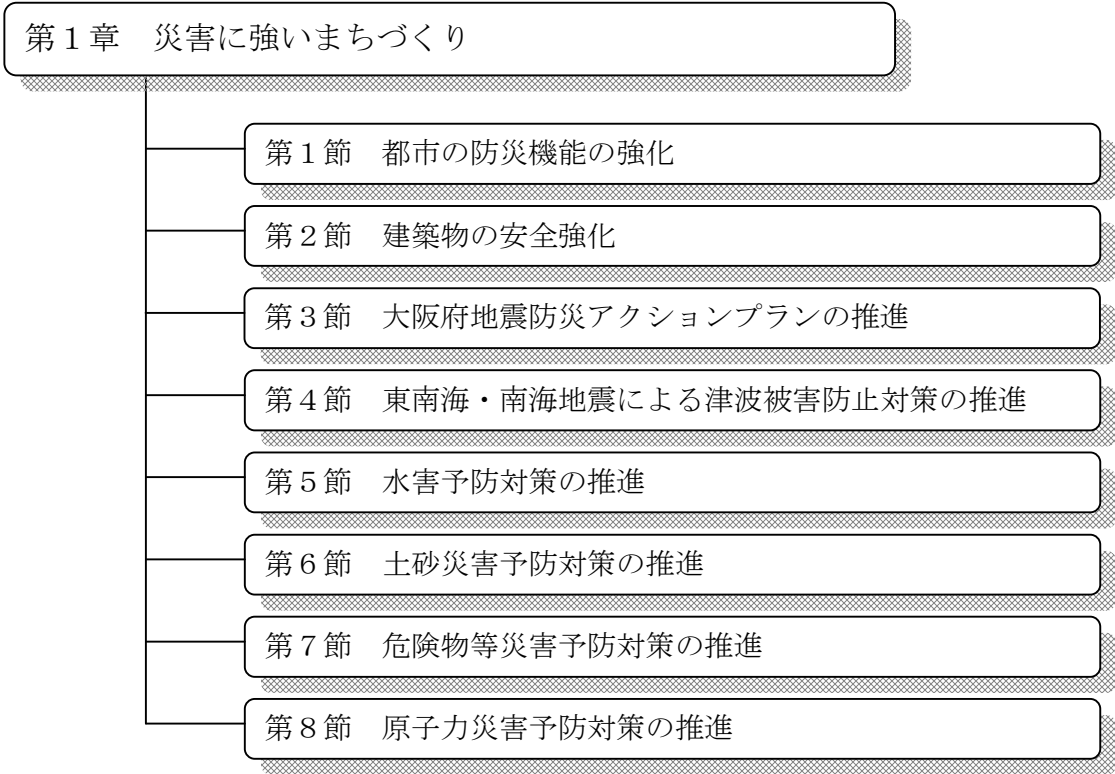 第１章　災害に強いまちづくり
第１節　都市の防災機能の強化
第２節　建築物の安全強化
第３節　大阪府地震防災アクションプランの推進
第４節　東南海・南海地震による津波被害防止対策の推進
第５節　水害予防対策の推進
第６節　土砂災害予防対策の推進
第７節　危険物等災害予防対策の推進
第８節　原子力災害予防対策の推進